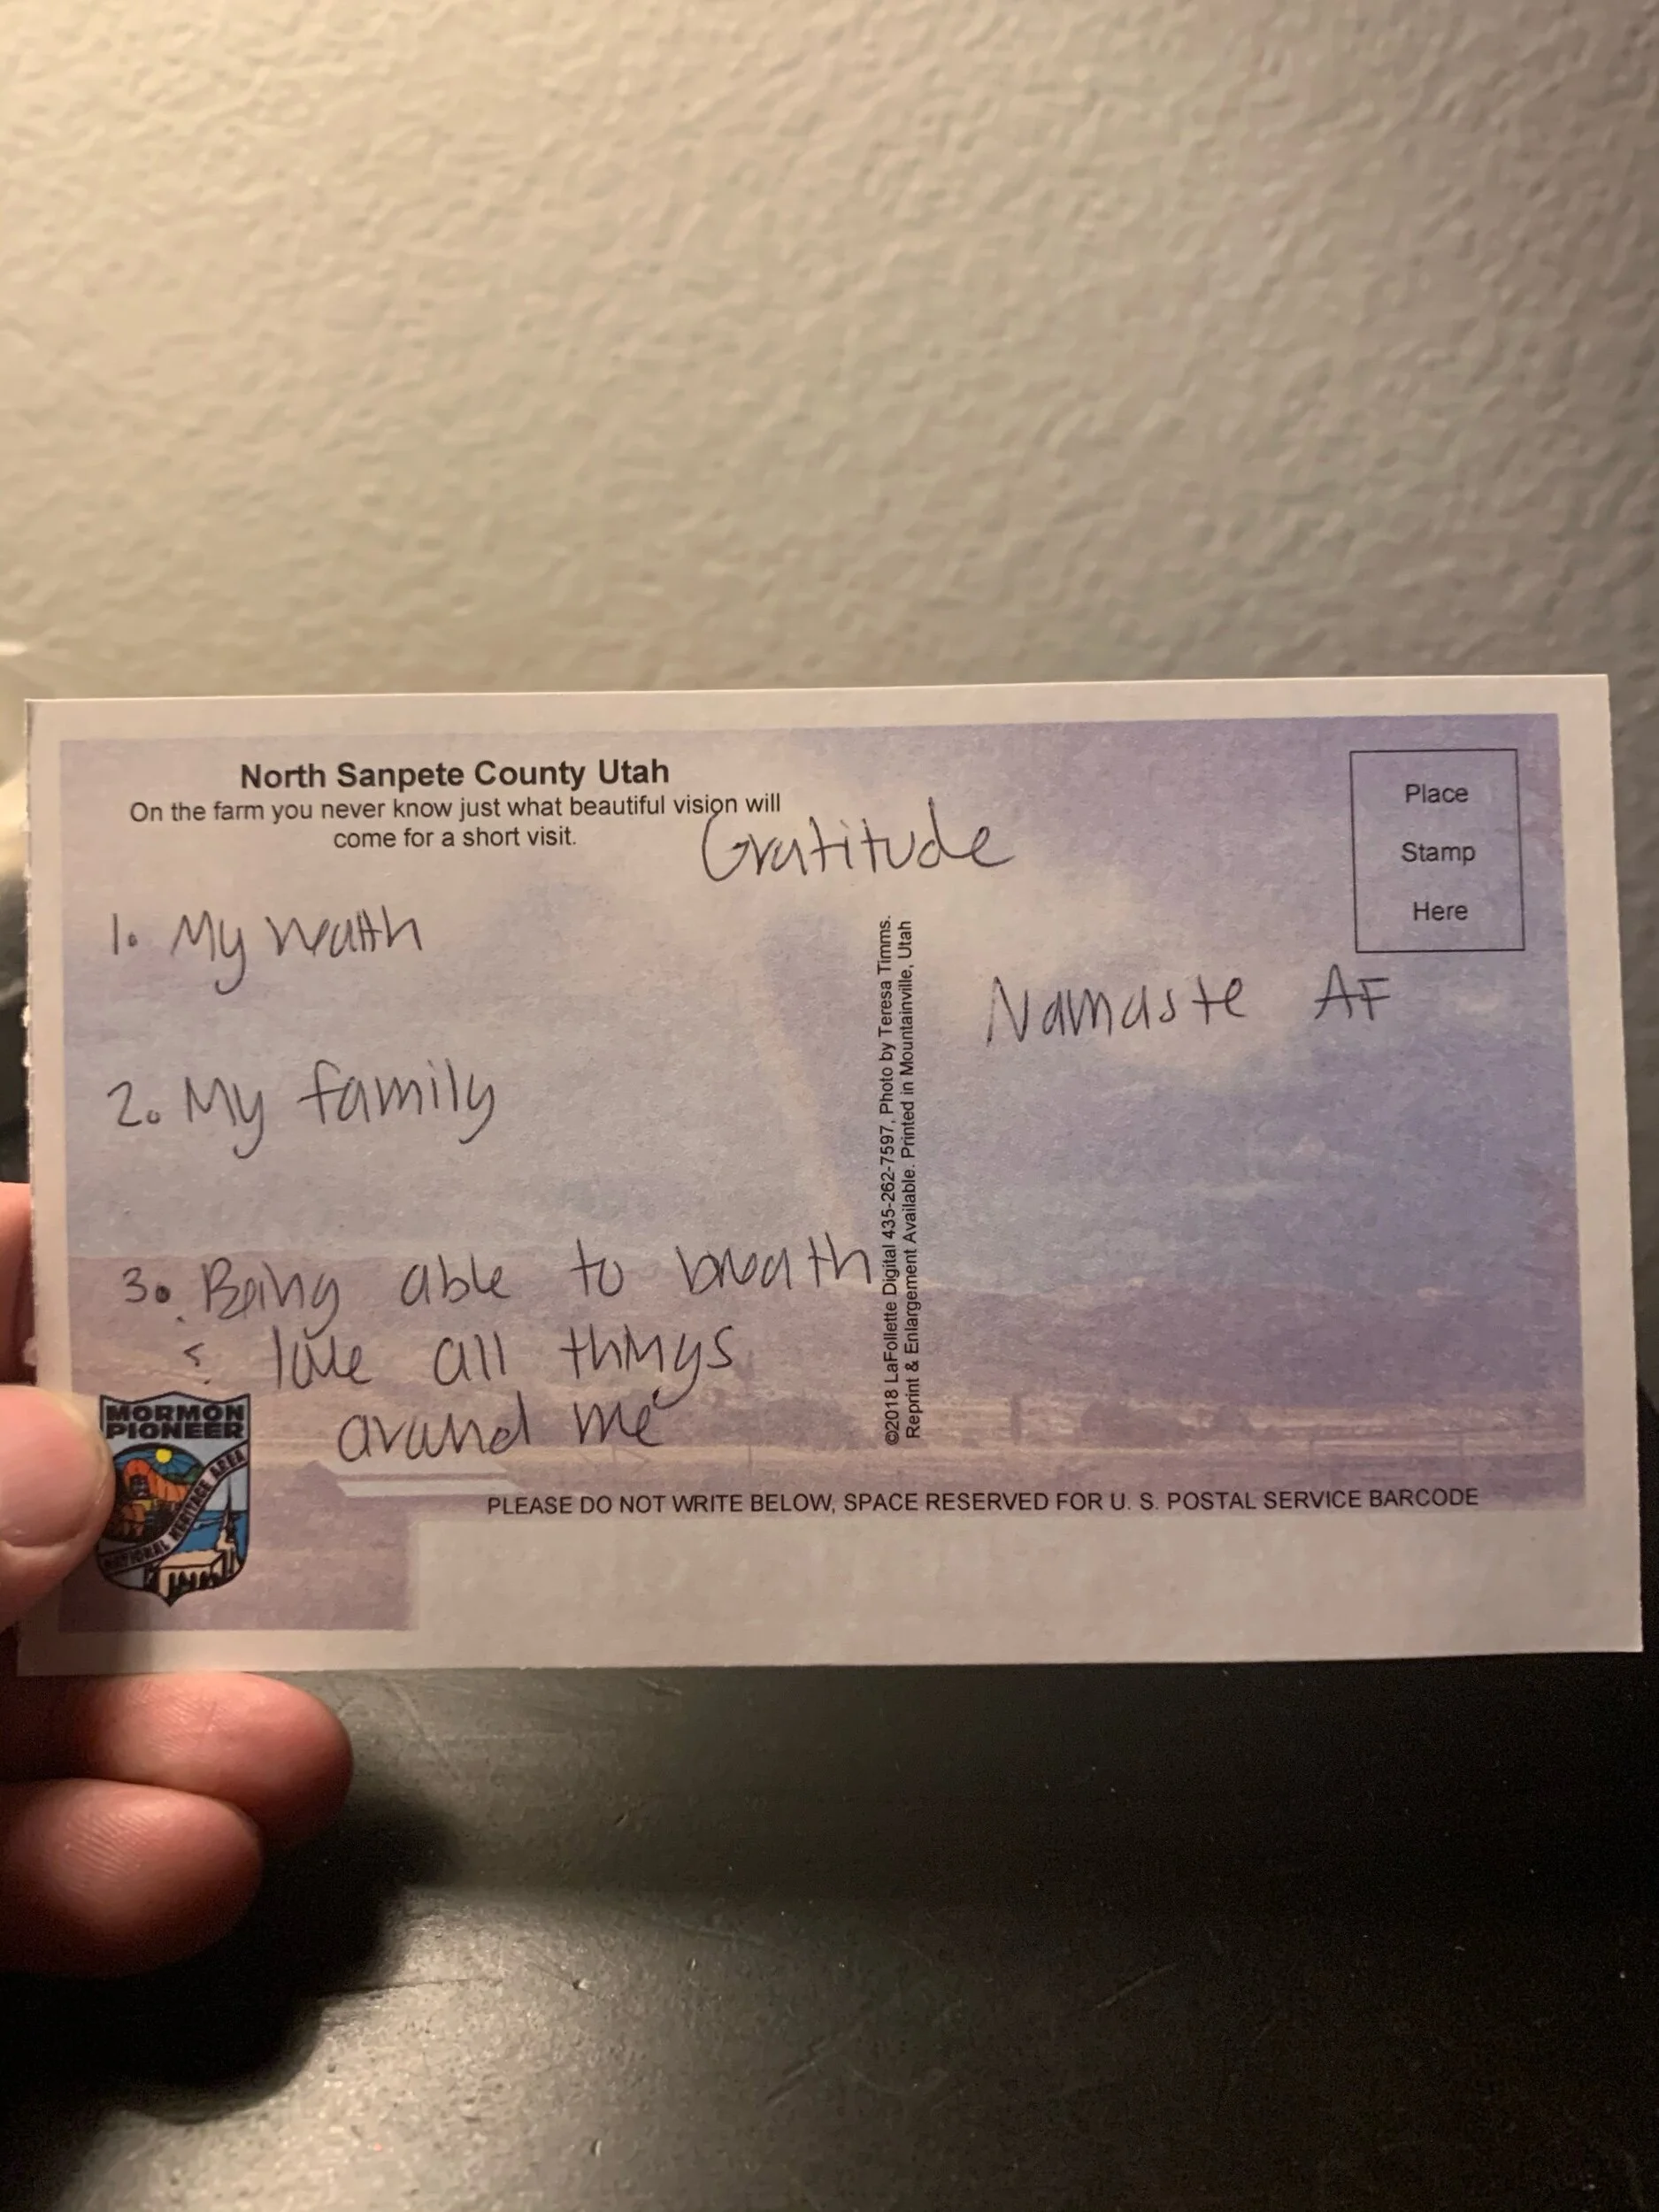 North Sanpete County Utah
On the farm you never know just what beautiful vision will
come for a short visit.
Gratitude
Place
Stamp
Here
1. My health
2. My family
3. Being able to breath
& love all things
around me
Namaste AF
©2018 LaFollette Digital 435-262-7597, Photo by Teresa Timms.
Reprint & Enlargement Available. Printed in Mountainville, Utah
MORMON
PIONEER
NATIONAL HERITAGE AREA
PLEASE DO NOT WRITE BELOW, SPACE RESERVED FOR U. S. POSTAL SERVICE BARCODE